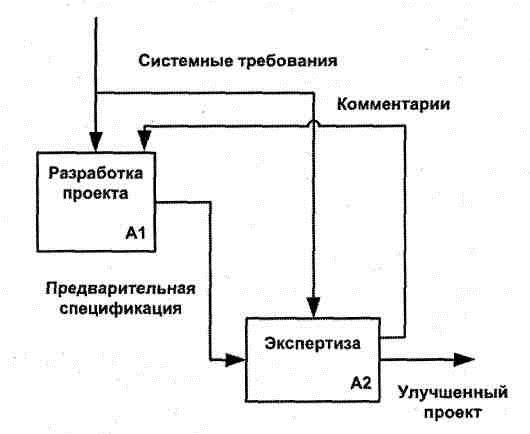 Системные требования
Комментарии
Разработка
проекта
A1
Предварительная
спецификация
Экспертиза
A2
Улучшенный
проект